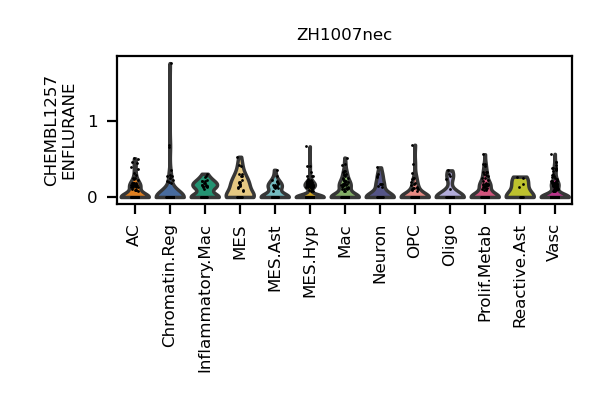 ZH1007nec
CHEMBL1257
ENFLURANE
1
0
AC
Chromatin.Reg
Inflammatory.Mac
MES
MES.Ast
MES.Hyp
Mac
Neuron
OPC
Oligo
Prolif.Metab
Reactive.Ast
Vasc